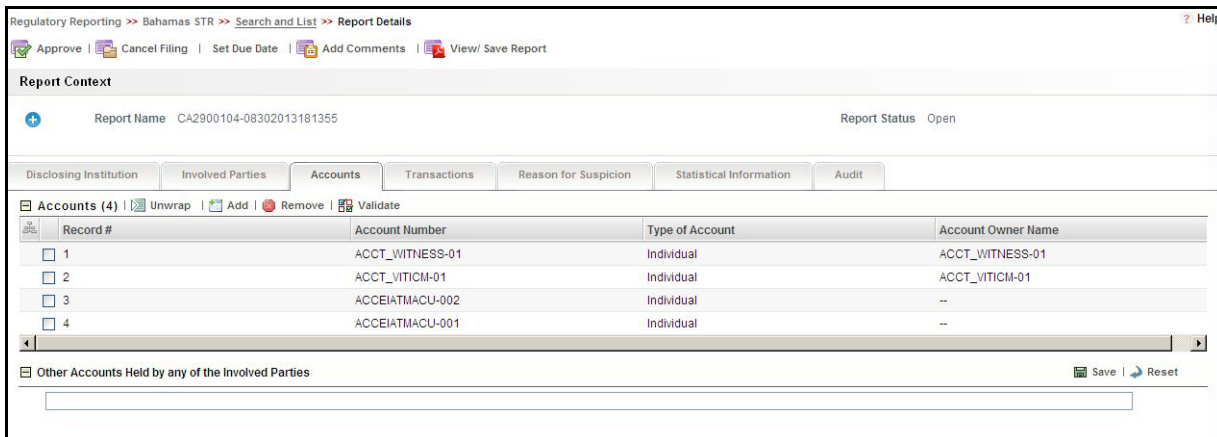 Regulatory Reporting >> Bahamas STR >> Search and List >> Report Details ? Help
Approve | Cancel Filing | Set Due Date | Add Comments | View/ Save Report
Report Context
Report Name CA2900104-08302013181355 Report Status Open
Disclosing Institution Involved Parties Accounts Transactions Reason for Suspicion Statistical Information Audit
Accounts (4) | Unwrap | Add | Remove | Validate
Record # Account Number Type of Account Account Owner Name
1 ACCT_WITNESS-01 Individual ACCT_WITNESS-01
2 ACCT_VITICM-01 Individual ACCT_VITICM-01
3 ACCEIATMACU-002 Individual --
4 ACCEIATMACU-001 Individual --
Other Accounts Held by any of the Involved Parties Save | Reset